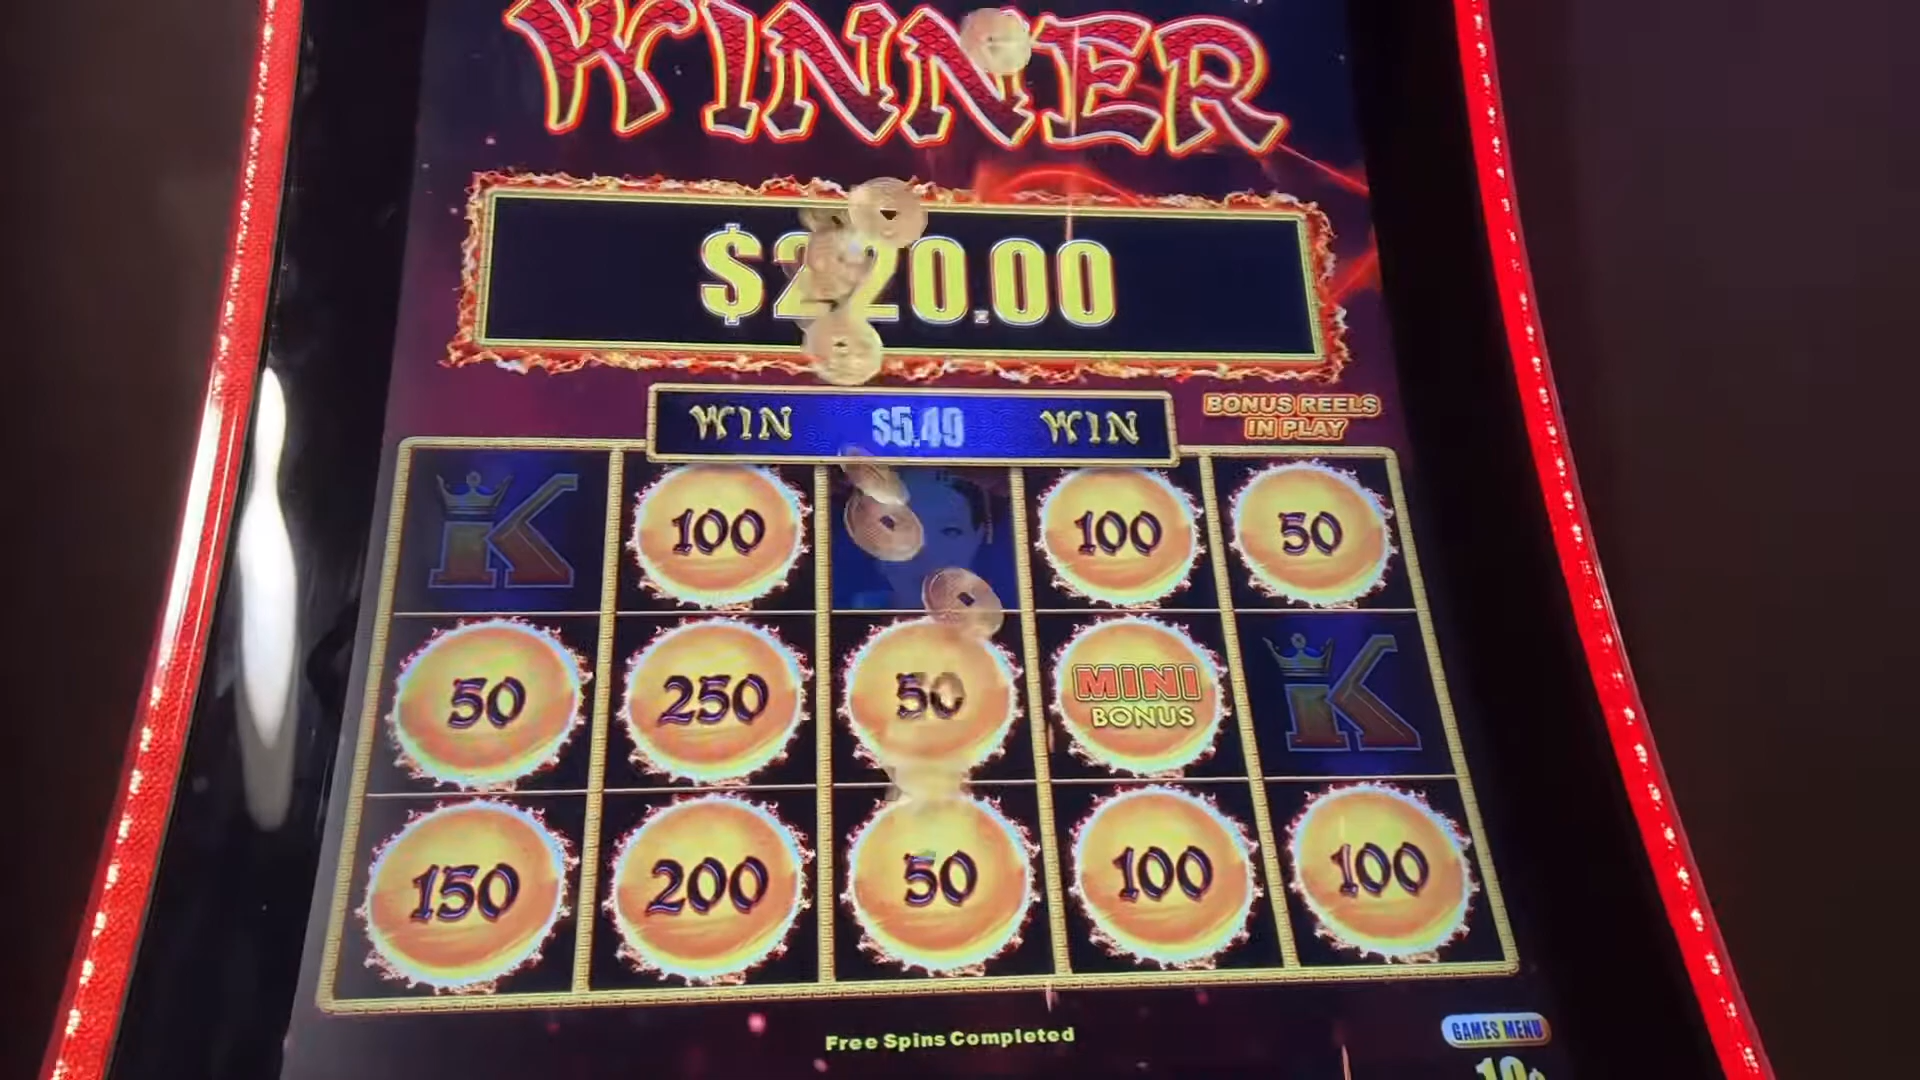 WINNER
$220.00
WIN $5.49 WIN
BONUS REELS
IN PLAY
K 100 100 50
50 250 50 MINI BONUS K
150 200 50 100 100
Free Spins Completed
GAMES MENU
10¢